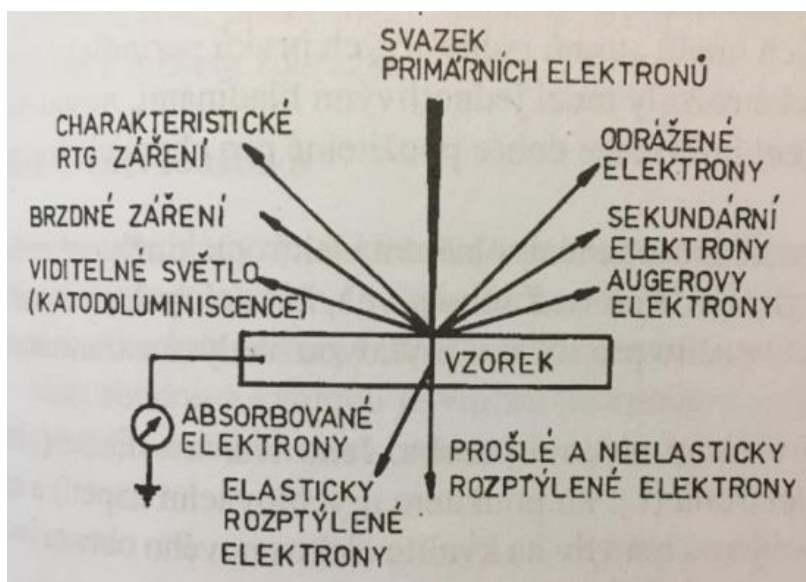 SVAZEK
PRIMÁRNÍCH ELEKTRONŮ
CHARAKTERISTICKÉ
RTG ZÁŘENÍ
BRZDNÉ ZÁŘENÍ
VIDITELNÉ SVĚTLO
(KATODOLUMINISCENCE)
ODRÁŽENÉ
ELEKTRONY
SEKUNDÁRNÍ
ELEKTRONY
AUGEROVY
ELEKTRONY
VZOREK
ABSORBOVANÉ
ELEKTRONY
ELASTICKY
ROZPTÝLENÉ
ELEKTRONY
PROŠLÉ A NEELASTICKY
ROZPTÝLENÉ ELEKTRONY